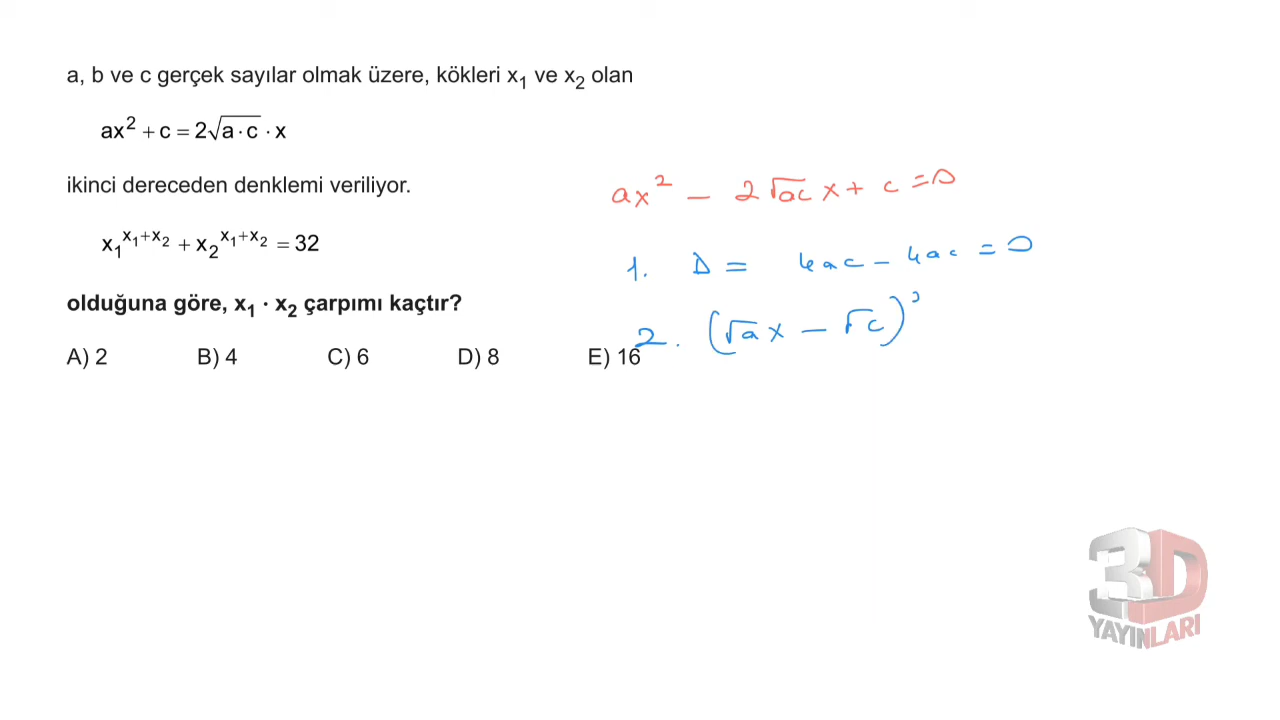 a, b ve c gerçek sayılar olmak üzere, kökleri x₁ ve x₂ olan
ax² + c = 2√(a·c) · x
ikinci dereceden denklemi veriliyor.
x₁^(x₁+x₂) + x₂^(x₁+x₂) = 32
olduğuna göre, x₁ · x₂ çarpımı kaçtır?
A) 2 B) 4 C) 6 D) 8 E) 16
ax² − 2√ac x + c = 0
1. Δ = 4ac − 4ac = 0
2. (√a x − √c)²
3D
YAYINLARI